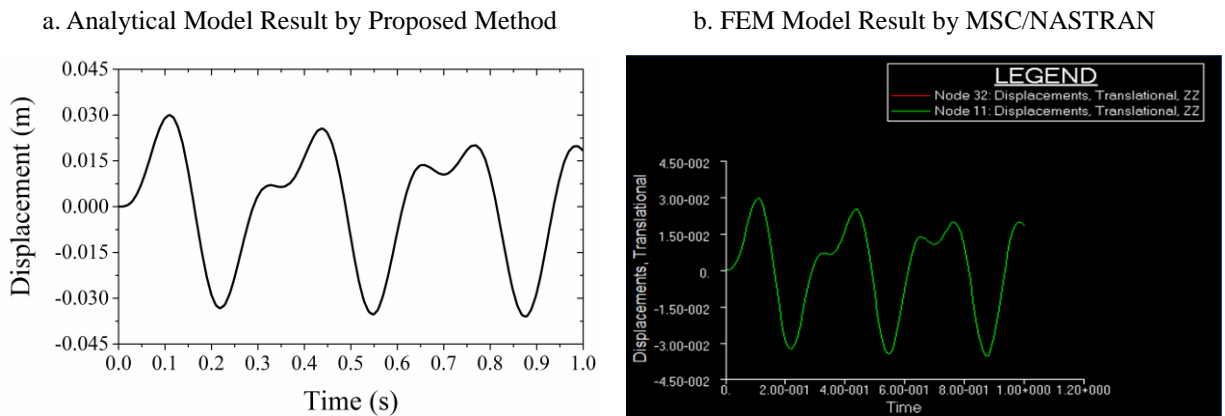 a. Analytical Model Result by Proposed Method
b. FEM Model Result by MSC/NASTRAN
Displacement (m)
0.045
0.030
0.015
0.000
-0.015
-0.030
-0.045
0.0 0.1 0.2 0.3 0.4 0.5 0.6 0.7 0.8 0.9 1.0
Time (s)
LEGEND
Node 32: Displacements, Translational, ZZ
Node 11: Displacements, Translational, ZZ
Displacements, Translational
4.50-002
3.00-002
1.50-002
0.
-1.50-002
-3.00-002
-4.50-002
0. 2.00-001 4.00-001 6.00-001 8.00-001 1.00+000 1.20+000
Time